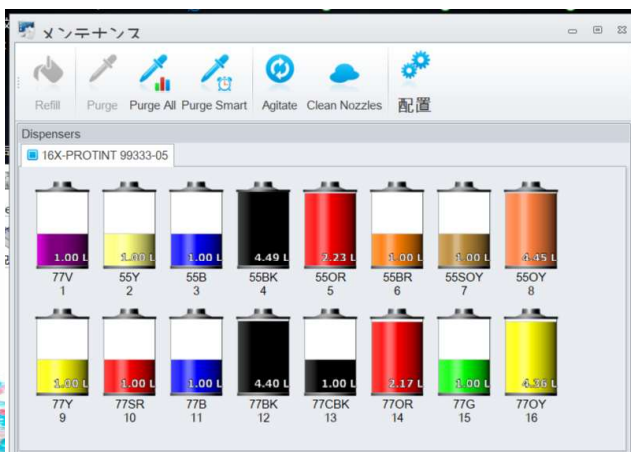 メンテナンス
Refill Purge Purge All Purge Smart Agitate Clean Nozzles 配置
Dispensers
16X-PROTINT 99333-05
1.00 L 1.00 L 1.00 L 4.49 L 2.23 L 1.00 L 1.00 L 4.45 L
77V 55Y 55B 55BK 55OR 55BR 55SOY 55OY
1 2 3 4 5 6 7 8
1.00 L 1.00 L 1.00 L 4.40 L 1.00 L 2.17 L 1.00 L 4.36 L
77Y 77SR 77B 77BK 77CBK 77OR 77G 77OY
9 10 11 12 13 14 15 16